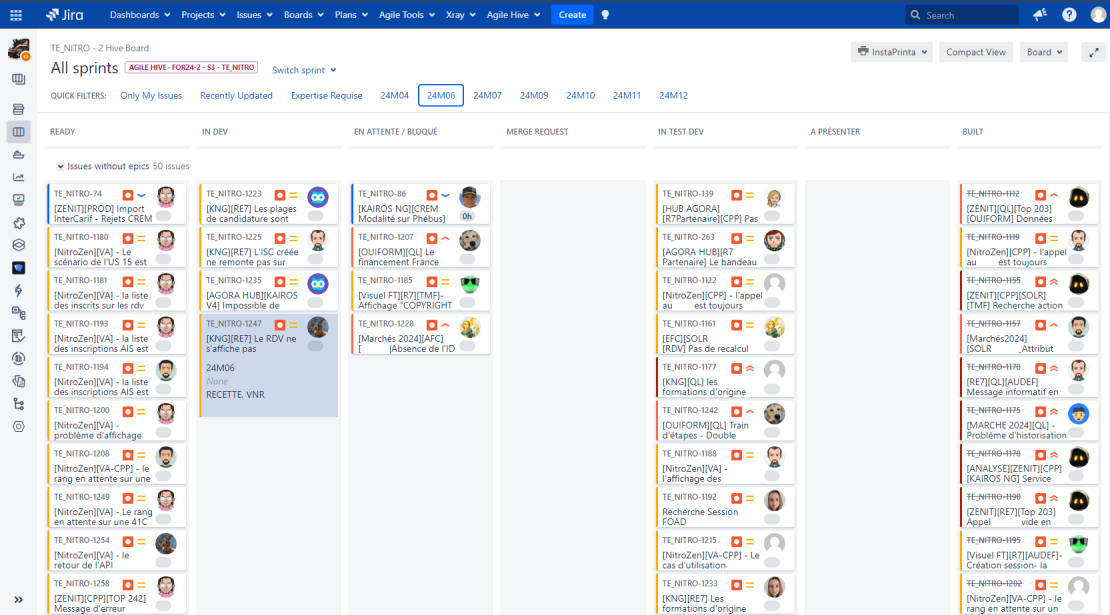 Jira Dashboards Projects Issues Boards Plans Agile Tools Xray Agile Hive Create Search
TE_NITRO - 2 Hive Board
All sprints AGILE HIVE - FOR24-2 - S3 - TE_NITRO Switch sprint
InstaPrinta Compact View Board
QUICK FILTERS: Only My Issues Recently Updated Expertise Requise 24M04 24M06 24M07 24M09 24M10 24M11 24M12
READY IN DEV EN ATTENTE / BLOQUÉ MERGE REQUEST IN TEST DEV A PRÉSENTER BUILT
Issues without epics 50 issues
TE_NITRO-74
[ZENIT][PROD] Import
InterCarif - Rejets CREM
TE_NITRO-1180
[NitroZen][VA] - Le
scénario de l'US 15 est
TE_NITRO-1181
[NitroZen][VA] - la liste
des inscrits sur les rdv
TE_NITRO-1193
[NitroZen][VA] - la liste
des inscriptions AIS est
TE_NITRO-1194
[NitroZen][VA] - la liste
des inscriptions AIS est
TE_NITRO-1200
[NitroZen][VA] -
problème d'affichage
TE_NITRO-1208
[NitroZen][VA-CPP] - le
rang en attente sur une
TE_NITRO-1249
[NitroZen][VA] - Le rang
en attente sur une 41C
TE_NITRO-1254
[NitroZen][VA] - le
retour de l'API
TE_NITRO-1258
[ZENIT][CPP][TOP 242]
Message d'erreur
TE_NITRO-1223
[KNG][RE7] Les plages
de candidature sont
TE_NITRO-1225
[KNG][RE7] L'ISC créée
ne remonte pas sur
TE_NITRO-1235
[AGORA HUB][KAIROS
V4] Impossible de
TE_NITRO-1247
[KNG][RE7] Le RDV ne
s'affiche pas
24M06
None
RECETTE, VNR
TE_NITRO-86
[KAIROS NG][CREM
Modalité sur Phébus]
0h
TE_NITRO-1207
[OUIFORM][QL] Le
financement France
TE_NITRO-1185
[Visuel FT][R7][TMF]-
Affichage "COPYRIGHT
TE_NITRO-1228
[Marchés 2024][AFC]
[ ]Absence de l'ID
TE_NITRO-139
[HUB AGORA]
[R7Partenaire][CPP] Pas
TE_NITRO-263
[AGORA HUB][R7
Partenaire] Le bandeau
TE_NITRO-1122
[NitroZen][CPP] - l'appel
au est toujours
TE_NITRO-1161
[EFC][SOLR]
[RDV] Pas de recalcul
TE_NITRO-1177
[KNG][QL] les
formations d'origine
TE_NITRO-1242
[OUIFORM][QL] Train
d'étapes - Double
TE_NITRO-1188
[NitroZen][VA] -
l'affichage des
TE_NITRO-1192
Recherche Session
FOAD
TE_NITRO-1215
[NitroZen][VA-CPP] - Le
cas d'utilisation
TE_NITRO-1233
[KNG][RE7] Les
formations d'origine
TE_NITRO-1112
[ZENIT][QL][Top 203]
[OUIFORM] Données
TE_NITRO-1119
[NitroZen][CPP] - l'appel
au est toujours
TE_NITRO-1155
[ZENIT][CPP][SOLR]
[TMF] Recherche action
TE_NITRO-1157
[Marchés2024]
[SOLR _Attribut
TE_NITRO-1170
[RE7][QL][AUDEF]
Message informatif en
TE_NITRO-1175
[MARCHE 2024][QL] -
Problème d'historisation
TE_NITRO-1178
[ANALYSE][ZENIT][CPP]
[KAIROS NG] Service
TE_NITRO-1190
[ZENIT][RE7][Top 203]
Appel vide en
TE_NITRO-1195
[Visuel FT][R7][AUDEF]-
Création session- la
TE_NITRO-1202
[NitroZen][VA-CPP] - le
rang en attente sur un